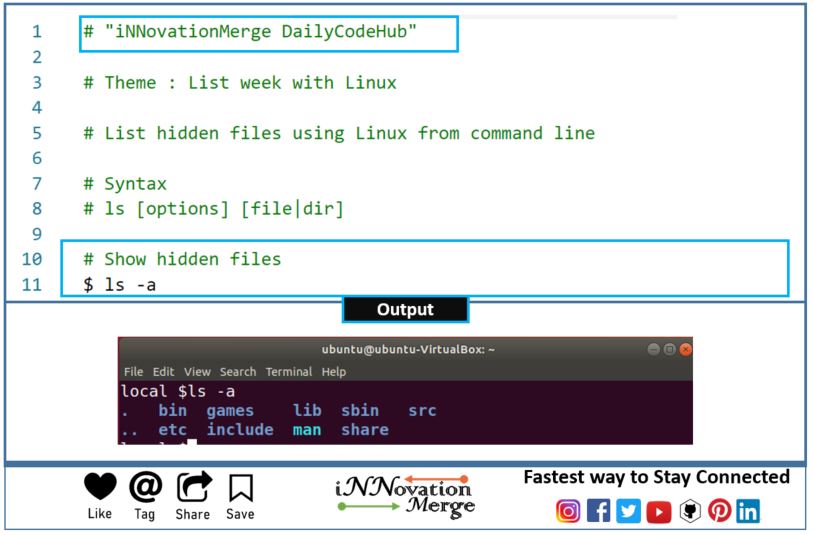 1 # "iNNovationMerge DailyCodeHub"
2
3 # Theme : List week with Linux
4
5 # List hidden files using Linux from command line
6
7 # Syntax
8 # ls [options] [file|dir]
9
10 # Show hidden files
11 $ ls -a
Output
ubuntu@ubuntu-VirtualBox: ~
File Edit View Search Terminal Help
local $ls -a
. bin games lib sbin src
.. etc include man share
Like Tag Share Save
iNNovation
Merge
Fastest way to Stay Connected